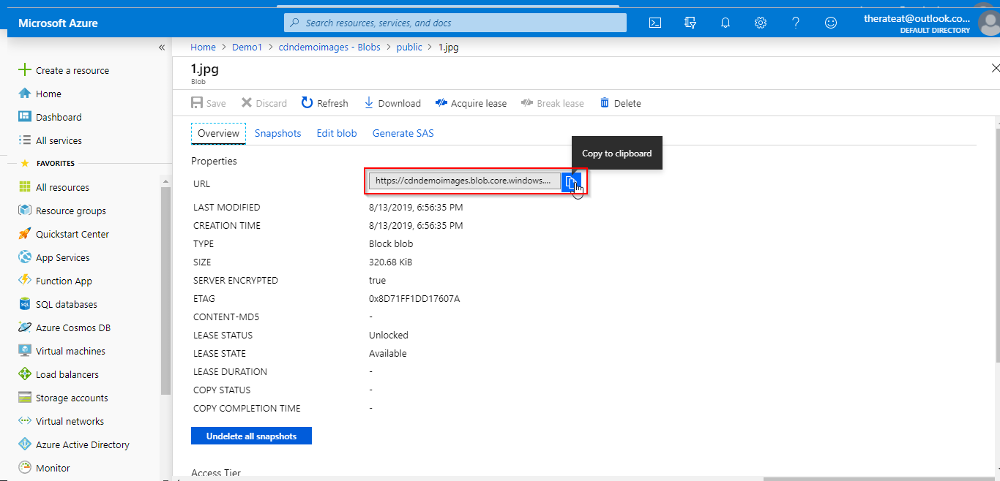 Microsoft Azure
Search resources, services, and docs
therateat@outlook.co...
DEFAULT DIRECTORY
«
Home > Demo1 > cdndemoimages - Blobs > public > 1.jpg
1.jpg
Blob
Save Discard Refresh Download Acquire lease Break lease Delete
Overview Snapshots Edit blob Generate SAS
Copy to clipboard
Properties
URL https://cdndemoimages.blob.core.windows....
LAST MODIFIED 8/13/2019, 6:56:35 PM
CREATION TIME 8/13/2019, 6:56:35 PM
TYPE Block blob
SIZE 320.68 KiB
SERVER ENCRYPTED true
ETAG 0x8D71FF1DD17607A
CONTENT-MD5 -
LEASE STATUS Unlocked
LEASE STATE Available
LEASE DURATION -
COPY STATUS -
COPY COMPLETION TIME -
Undelete all snapshots
Access Tier
Create a resource
Home
Dashboard
All services
FAVORITES
All resources
Resource groups
Quickstart Center
App Services
Function App
SQL databases
Azure Cosmos DB
Virtual machines
Load balancers
Storage accounts
Virtual networks
Azure Active Directory
Monitor